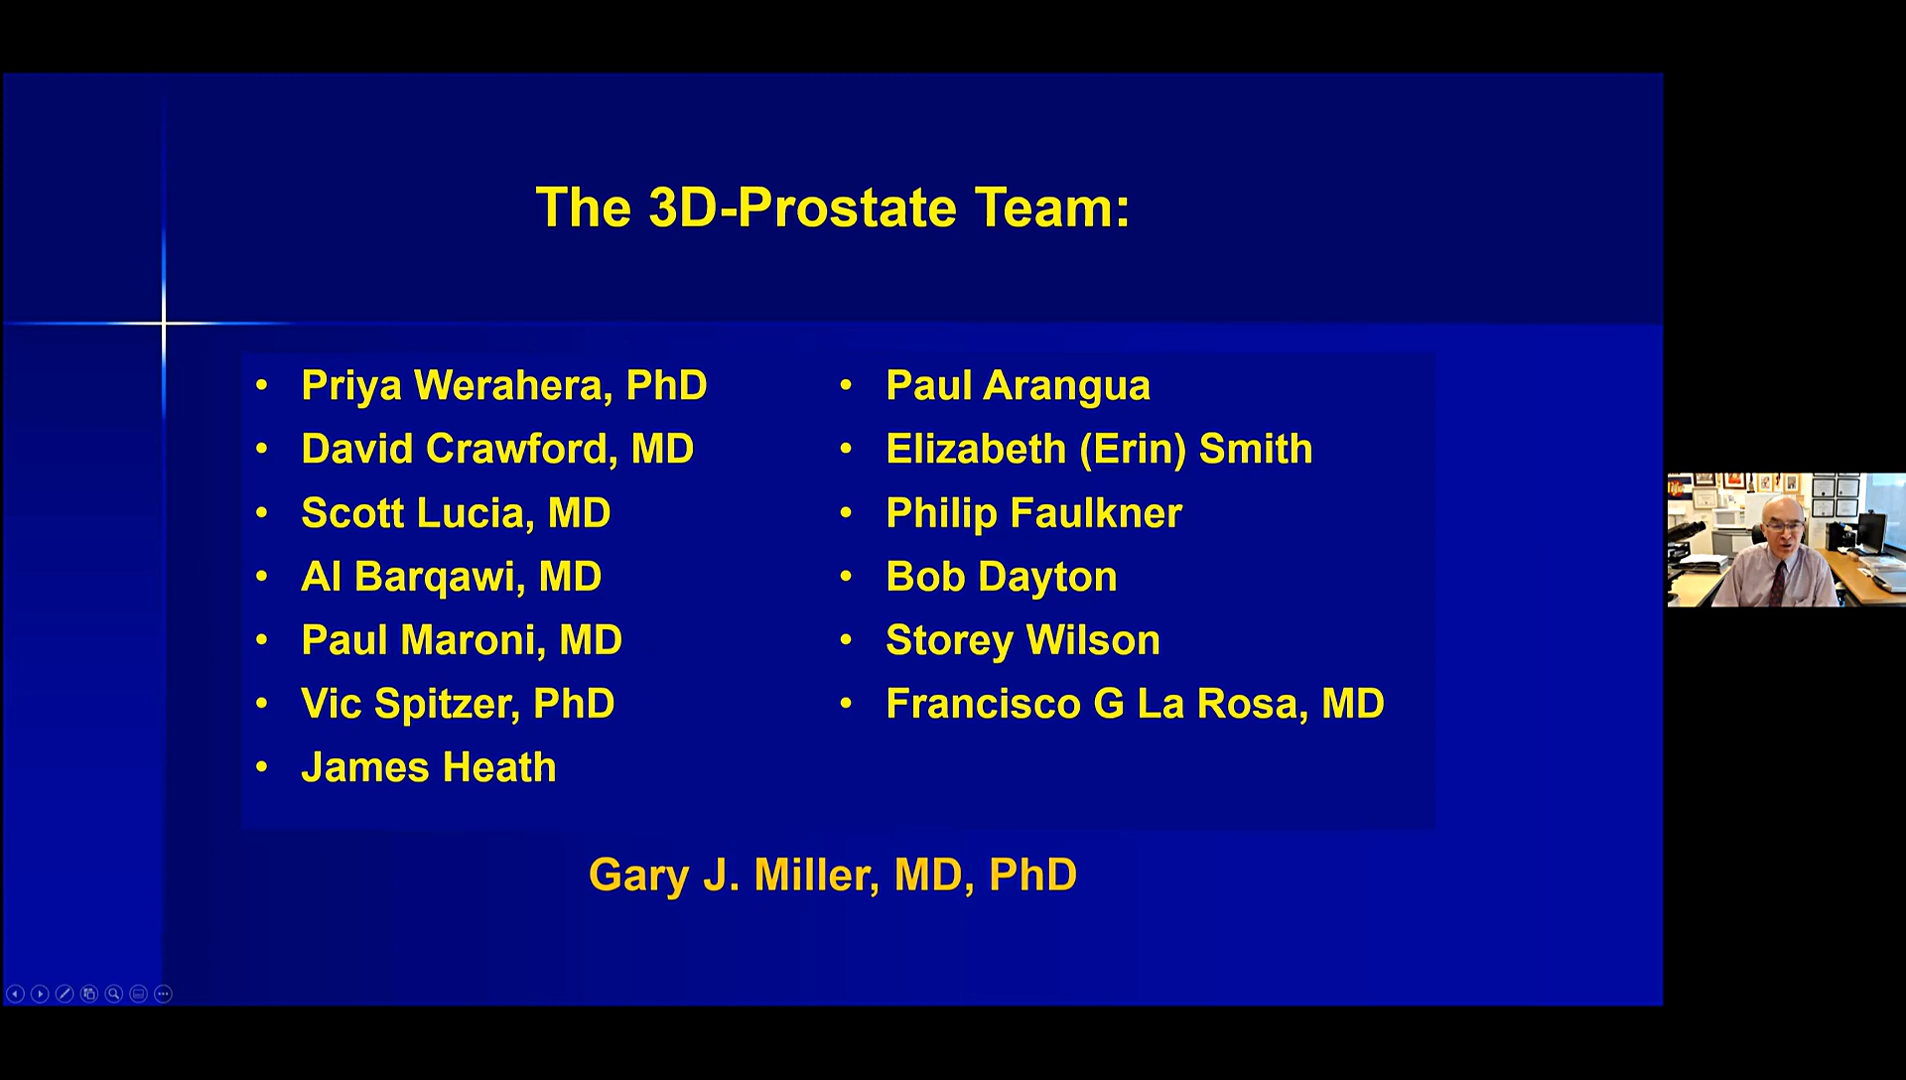 The 3D-Prostate Team:
• Priya Werahera, PhD
• David Crawford, MD
• Scott Lucia, MD
• Al Barqawi, MD
• Paul Maroni, MD
• Vic Spitzer, PhD
• James Heath
• Paul Arangua
• Elizabeth (Erin) Smith
• Philip Faulkner
• Bob Dayton
• Storey Wilson
• Francisco G La Rosa, MD
Gary J. Miller, MD, PhD